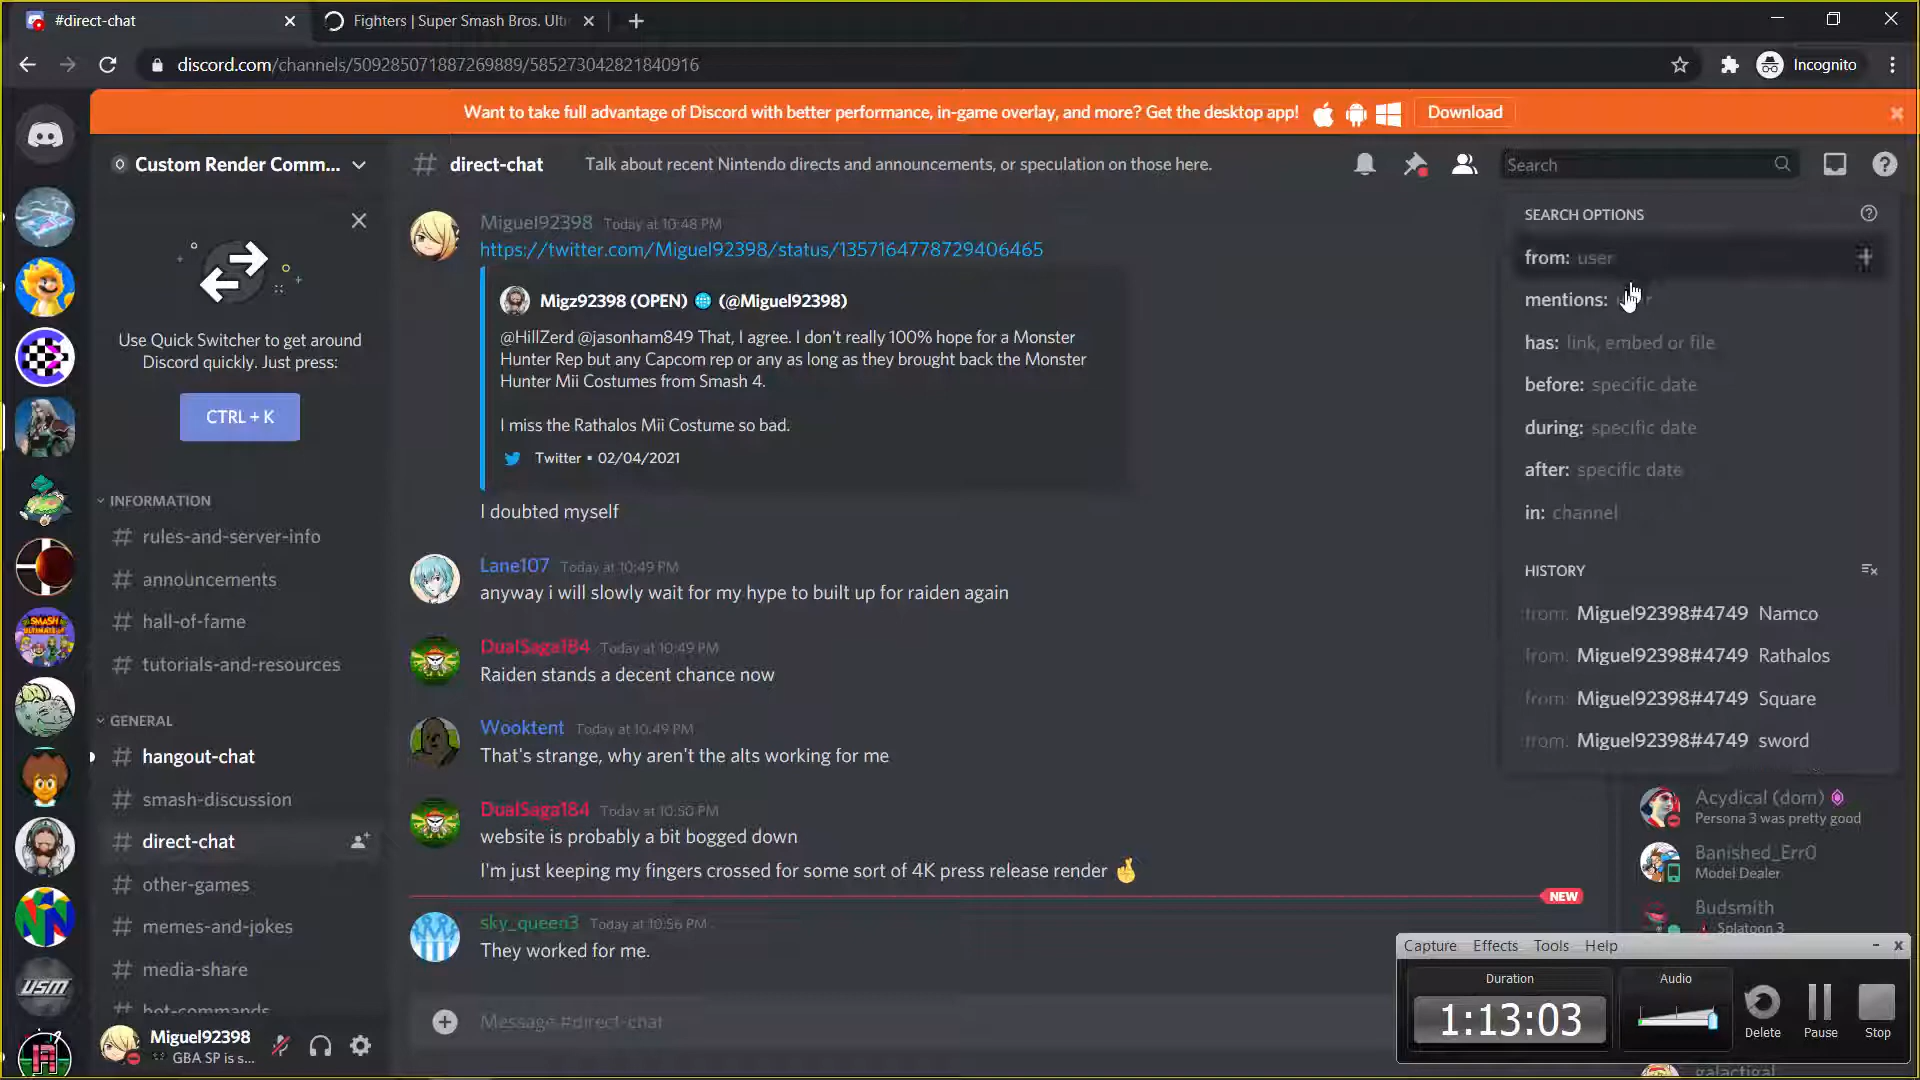 #direct-chat
Fighters | Super Smash Bros. Ulti
discord.com/channels/509285071887269889/585273042821840916
Incognito
Want to take full advantage of Discord with better performance, in-game overlay, and more? Get the desktop app!
Download
Custom Render Comm...
direct-chat
Talk about recent Nintendo directs and announcements, or speculation on those here.
Search
Use Quick Switcher to get around
Discord quickly. Just press:
CTRL + K
INFORMATION
rules-and-server-info
announcements
hall-of-fame
tutorials-and-resources
GENERAL
hangout-chat
smash-discussion
direct-chat
other-games
memes-and-jokes
media-share
bot-commands
Miguel92398
GBA SP is s...
Miguel92398 Today at 10:48 PM
https://twitter.com/Miguel92398/status/1357164778729406465
Migz92398 (OPEN) (@Miguel92398)
@HillZerd @jasonham849 That, I agree. I don't really 100% hope for a Monster
Hunter Rep but any Capcom rep or any as long as they brought back the Monster
Hunter Mii Costumes from Smash 4.
I miss the Rathalos Mii Costume so bad.
Twitter • 02/04/2021
I doubted myself
Lane107 Today at 10:49 PM
anyway i will slowly wait for my hype to built up for raiden again
DualSaga184 Today at 10:49 PM
Raiden stands a decent chance now
Wooktent Today at 10:49 PM
That's strange, why aren't the alts working for me
DualSaga184 Today at 10:50 PM
website is probably a bit bogged down
I'm just keeping my fingers crossed for some sort of 4K press release render
NEW
sky_queen3 Today at 10:56 PM
They worked for me.
Message #direct-chat
SEARCH OPTIONS
from: user
mentions:
has: link, embed or file
before: specific date
during: specific date
after: specific date
in: channel
HISTORY
from: Miguel92398#4749 Namco
from: Miguel92398#4749 Rathalos
from: Miguel92398#4749 Square
from: Miguel92398#4749 sword
Acydical (dom)
Persona 3 was pretty good
Banished_Err0
Model Dealer
Budsmith
Splatoon 3
Capture Effects Tools Help
Duration
1:13:03
Audio
Delete
Pause
Stop
galactigal
SMASH
ULTIMATE
USM